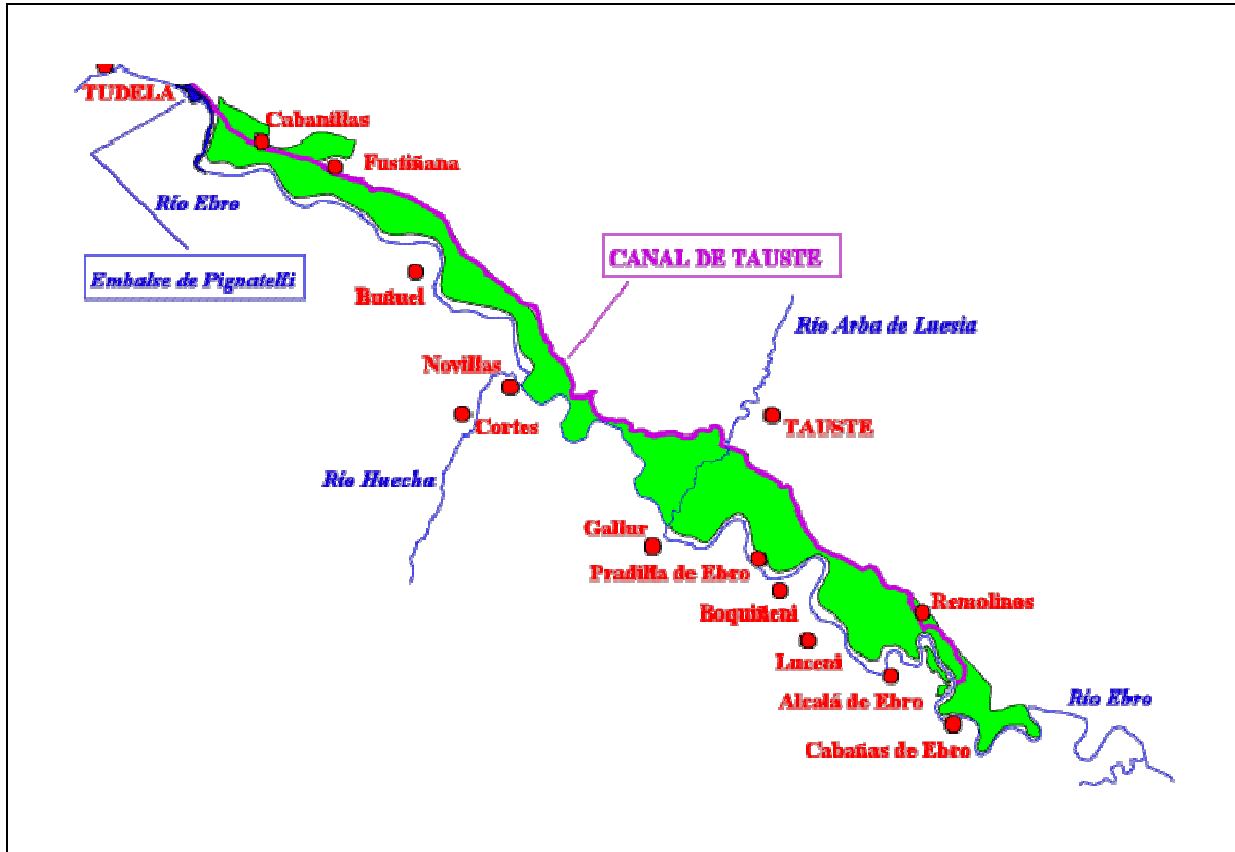 TUDELA
Cabanillas
Fustiñana
Río Ebro
CANAL DE TAUSTE
Embalse de Pignatelli
Buñuel
Río Arba de Luesia
Novillas
Cortes
TAUSTE
Río Huecha
Gallur
Pradilla de Ebro
Remolinos
Boquiñeni
Luceni
Alcalá de Ebro
Río Ebro
Cabañas de Ebro